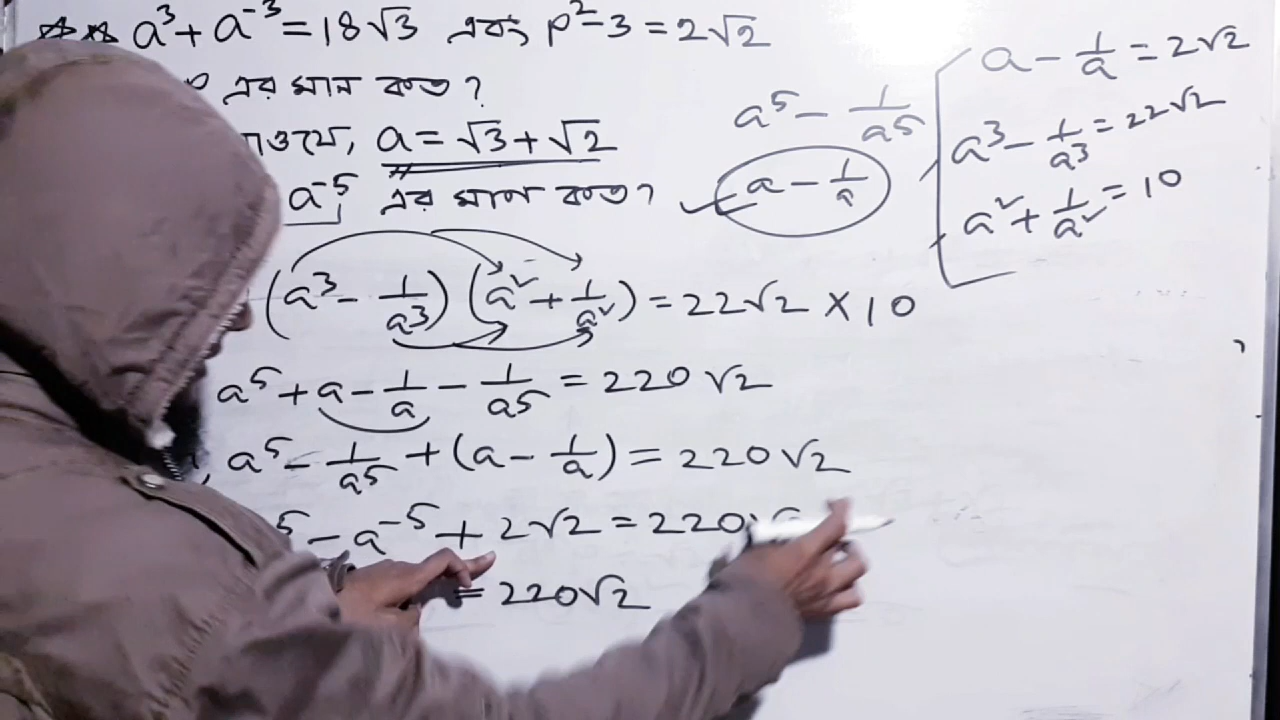 a³ + a⁻³ = 18√3 এবং p² - 3 = 2√2
p এর মান কত?
a = √3 + √2
a⁻⁵ এর মান কত?
a⁵ - 1/a⁵
a - 1/a
a - 1/a = 2√2
a³ - 1/a³ = 22√2
a² + 1/a² = 10
(a³ - 1/a³) (a² + 1/a²) = 22√2 × 10
a⁵ + a - 1/a - 1/a⁵ = 220√2
, a⁵ - 1/a⁵ + (a - 1/a) = 220√2
⁵ - a⁻⁵ + 2√2 = 220
= 220√2